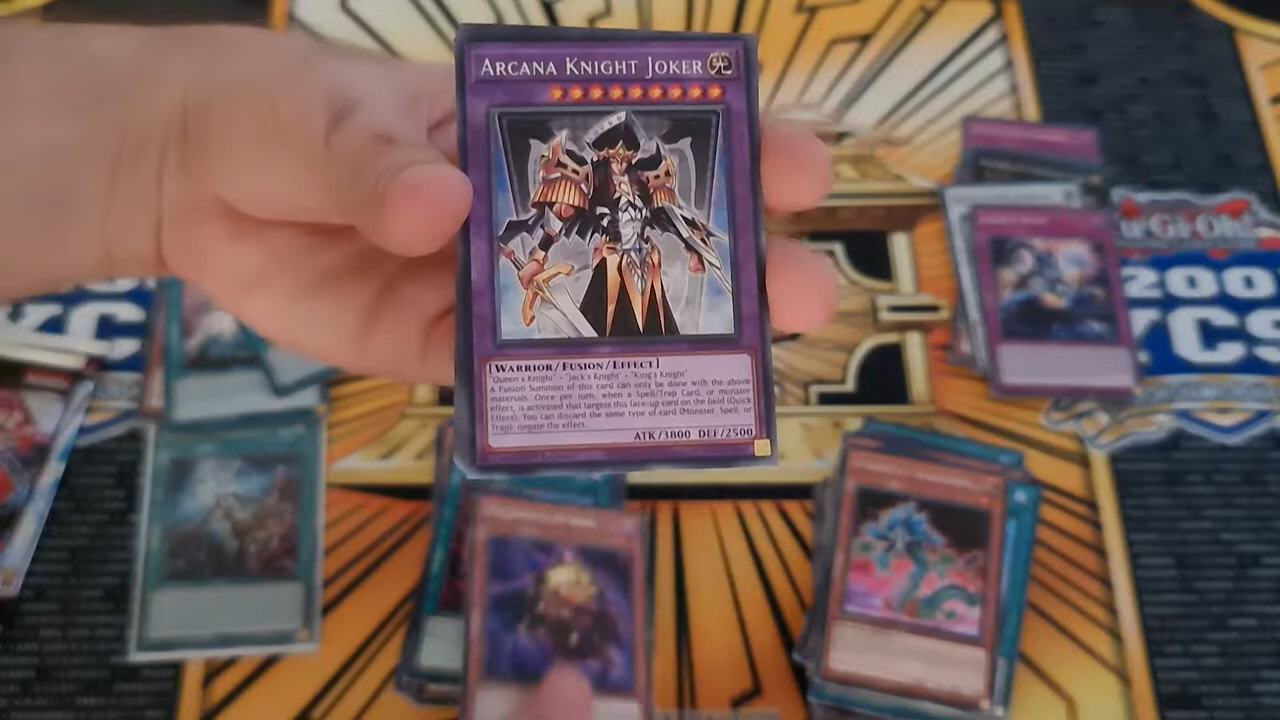 ARCANA KNIGHT JOKER
光
[WARRIOR/FUSION/EFFECT]
"Queen's Knight" + "Jack's Knight" + "King's Knight"
A Fusion Summon of this card can only be done with the above
materials. Once per turn, when a Spell/Trap Card, or monster
effect, is activated that targets this face-up card on the field (Quick
Effect): You can discard the same type of card (Monster, Spell, or
Trap); negate the effect.
ATK/3800 DEF/2500
Yu-Gi-Oh!
200
YCS
YC